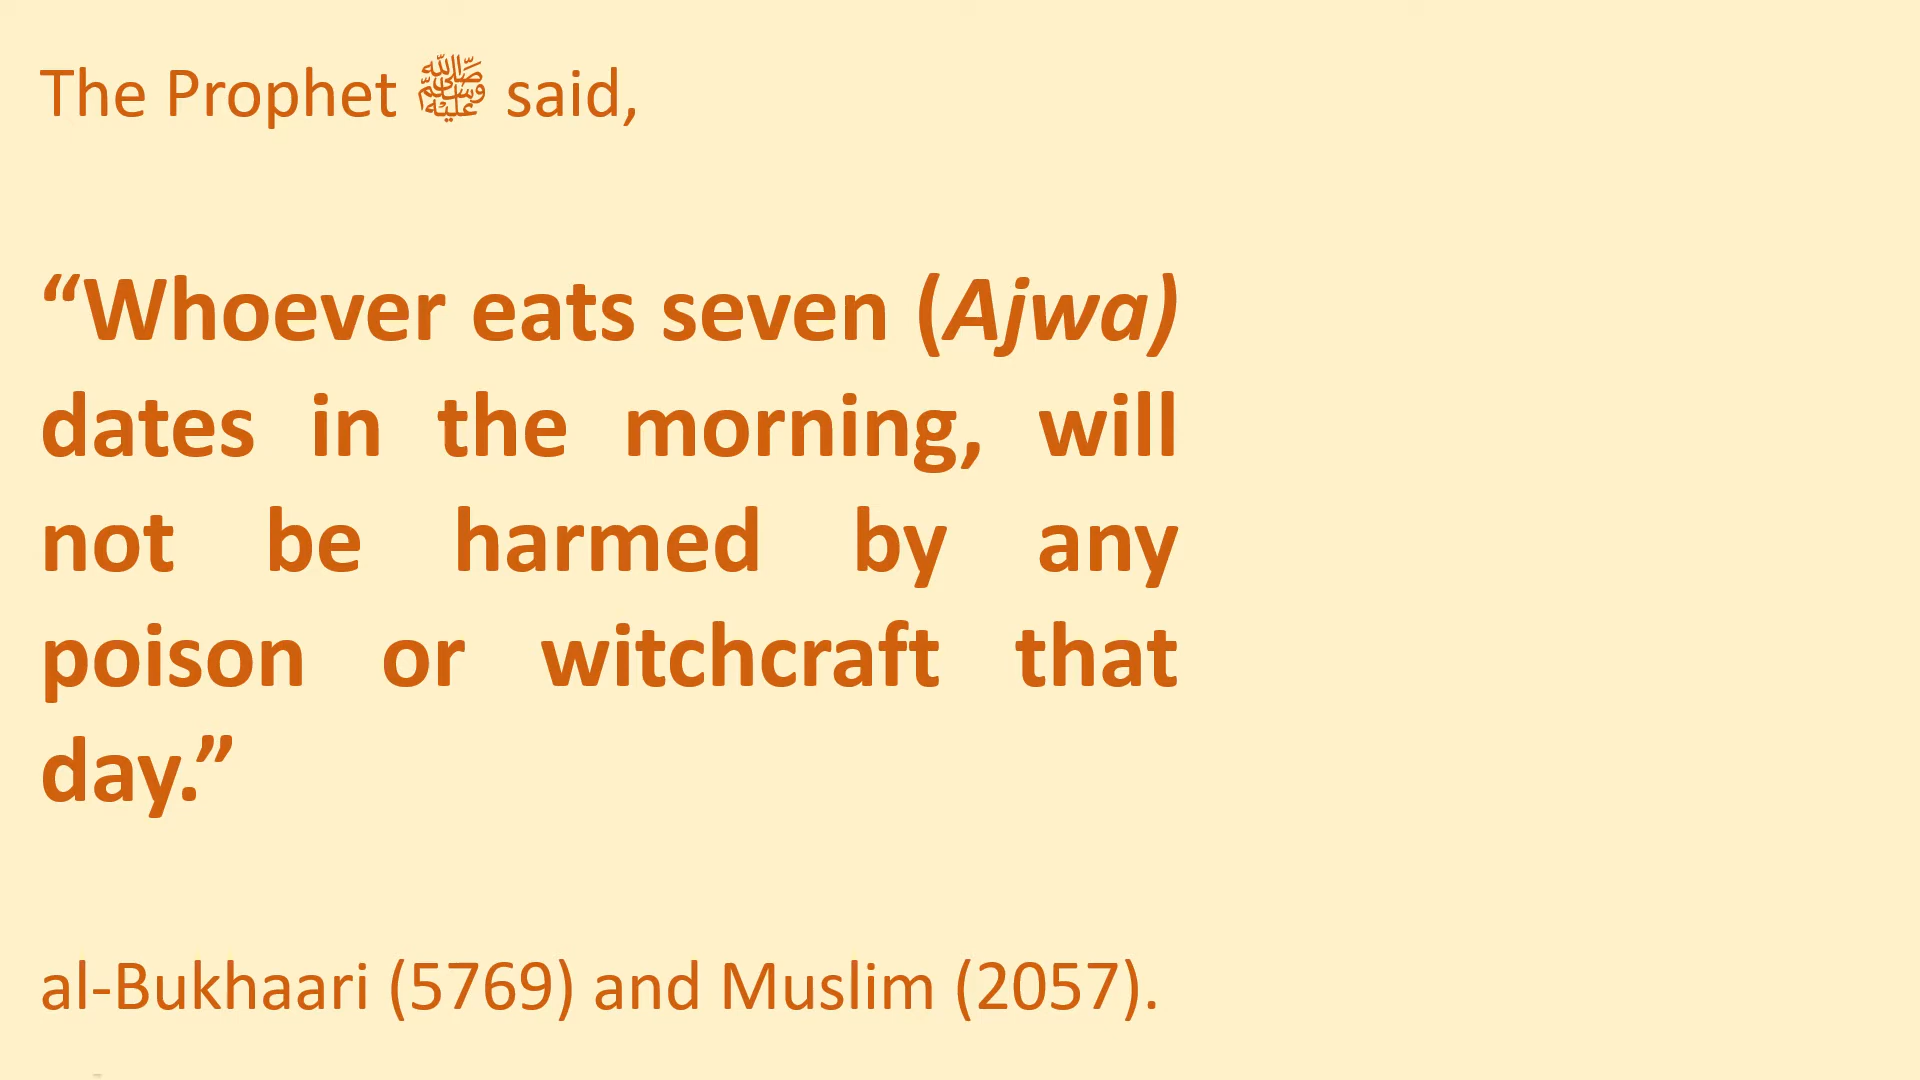 The Prophet ﷺ said,
“Whoever eats seven (Ajwa)
dates in the morning, will
not be harmed by any
poison or witchcraft that
day.”
al-Bukhaari (5769) and Muslim (2057).